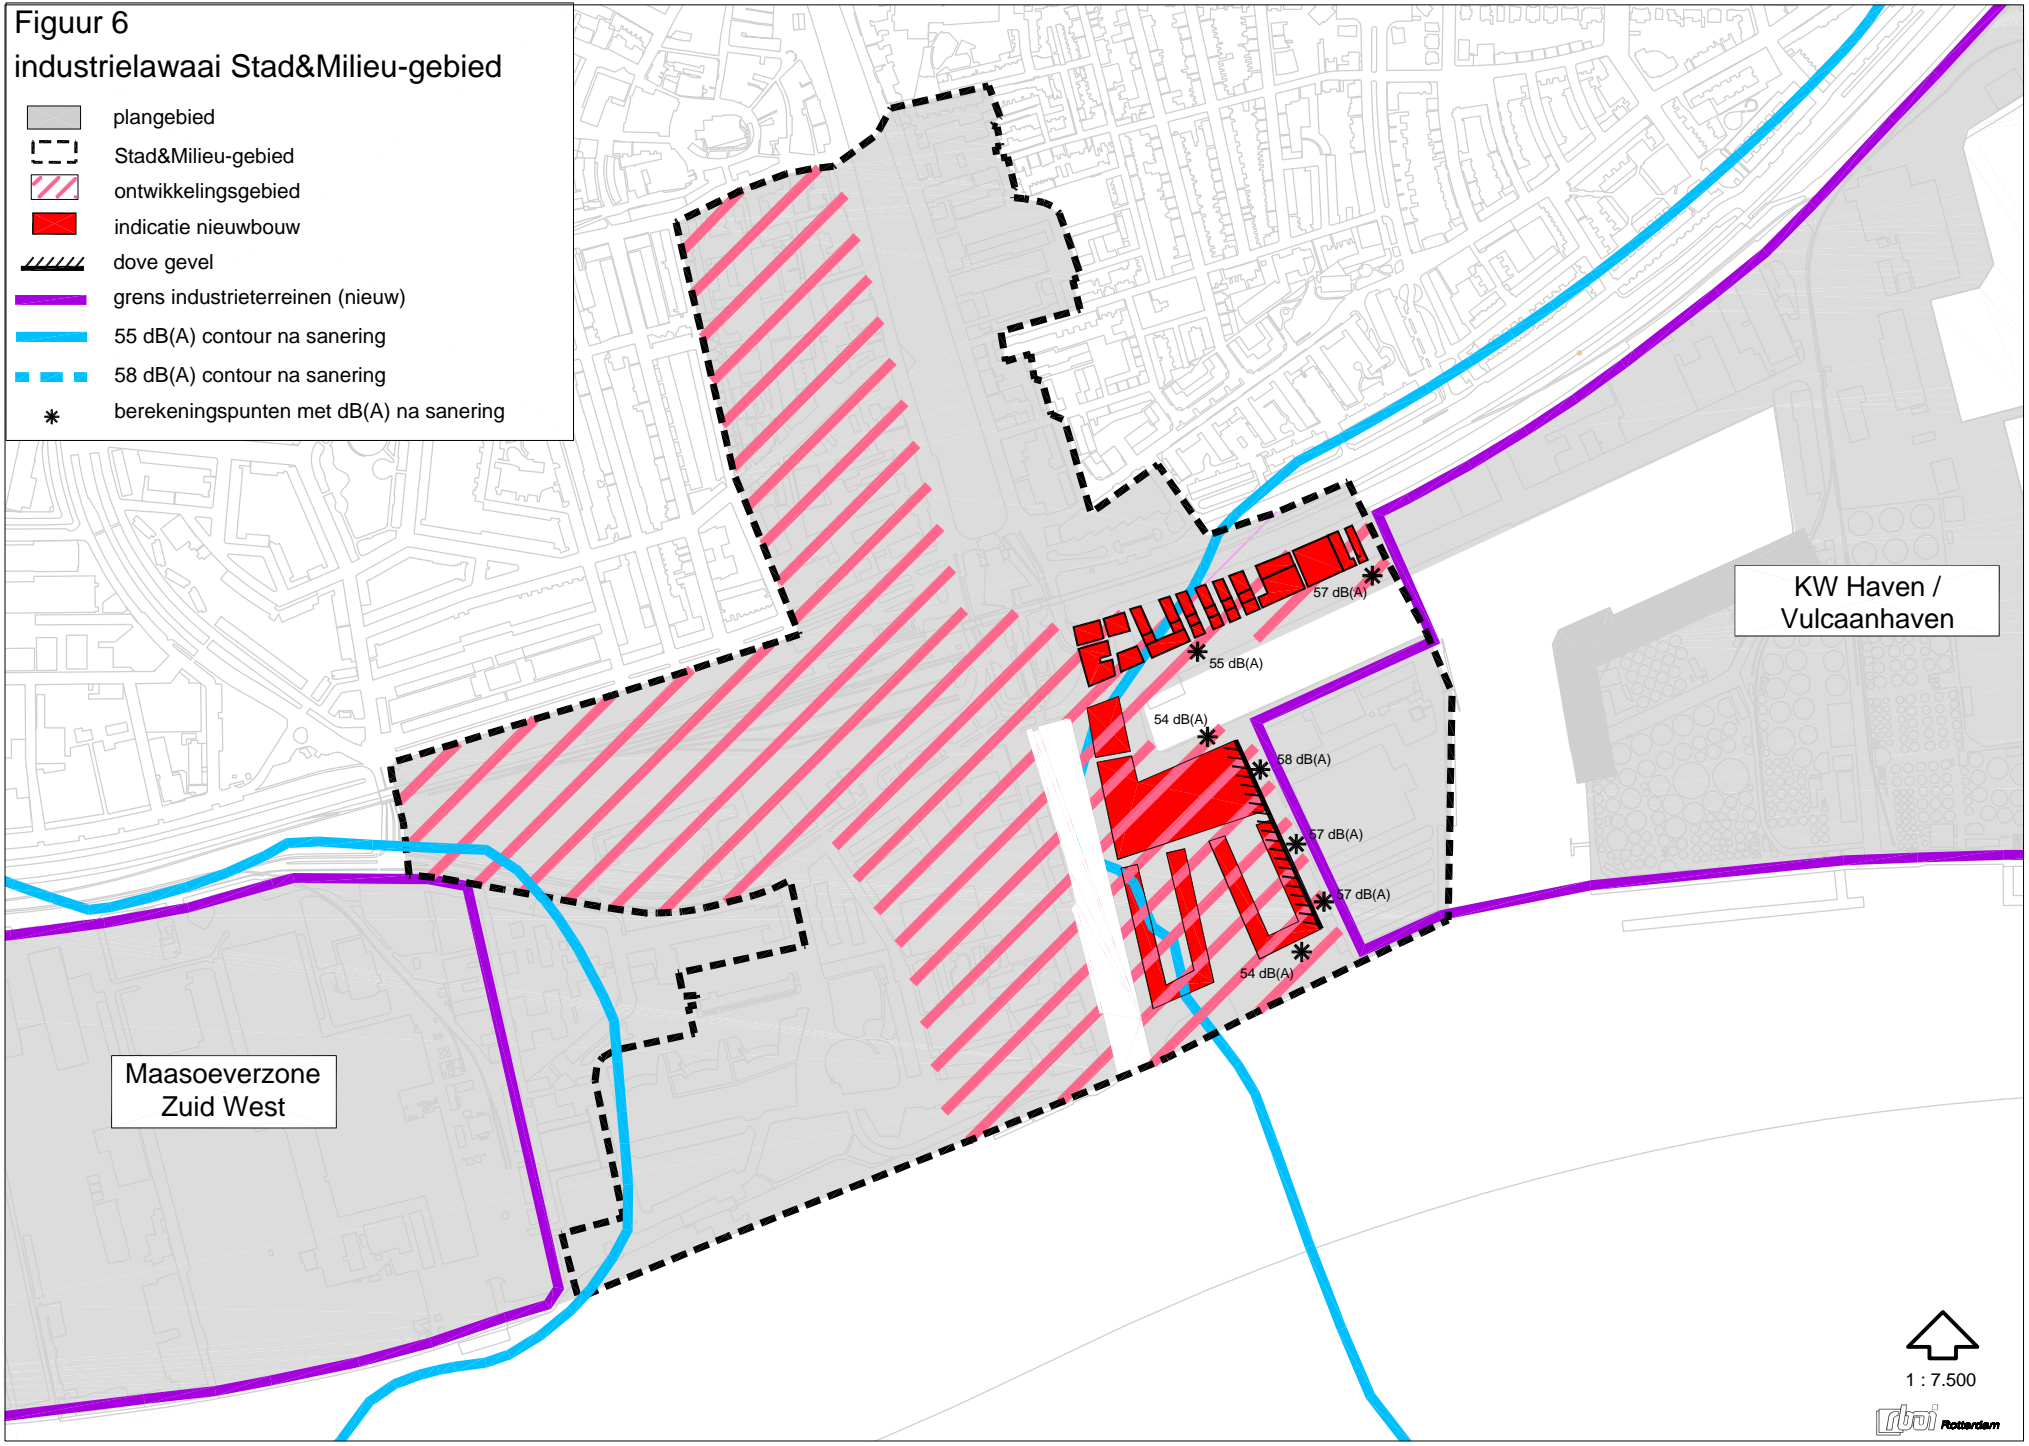 Figuur 6
industrielawaai Stad&Milieu-gebied
plangebied
Stad&Milieu-gebied
ontwikkelingsgebied
indicatie nieuwbouw
dove gevel
grens industrieterreinen (nieuw)
55 dB(A) contour na sanering
58 dB(A) contour na sanering
berekeningspunten met dB(A) na sanering
57 dB(A)
KW Haven /
Vulcaanhaven
55 dB(A)
54 dB(A)
58 dB(A)
57 dB(A)
57 dB(A)
54 dB(A)
Maasoeverzone
Zuid West
1 : 7.500
rboi Rotterdam